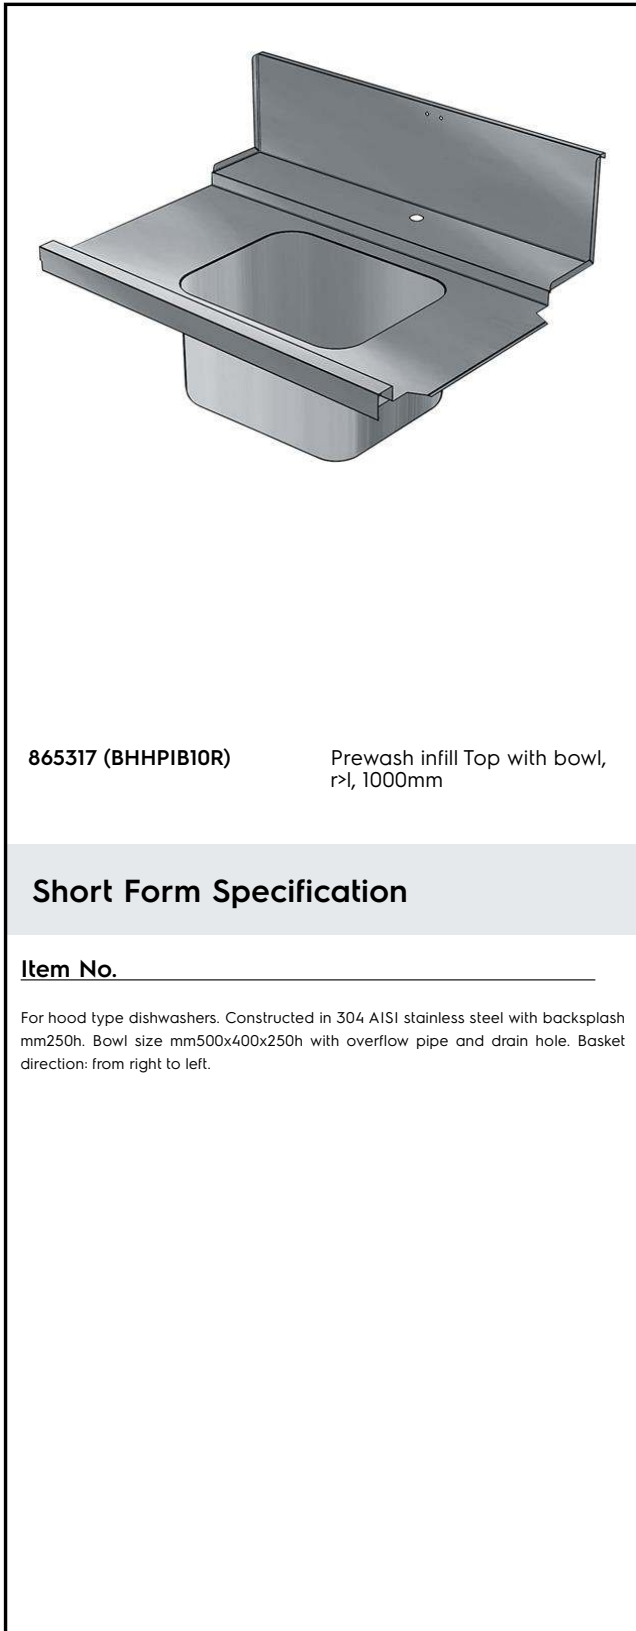 865317 (BHHPIB10R)
Prewash infill Top with bowl,
r>l, 1000mm
Short Form Specification
Item No.
For hood type dishwashers. Constructed in 304 AISI stainless steel with backsplash
mm250h. Bowl size mm500x400x250h with overflow pipe and drain hole. Basket
direction: from right to left.